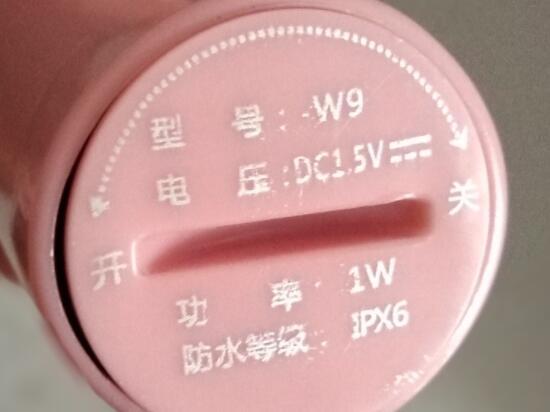 型 号: W9
电 压:DC1.5V
开
关
功 率: 1W
防水等级: IPX6